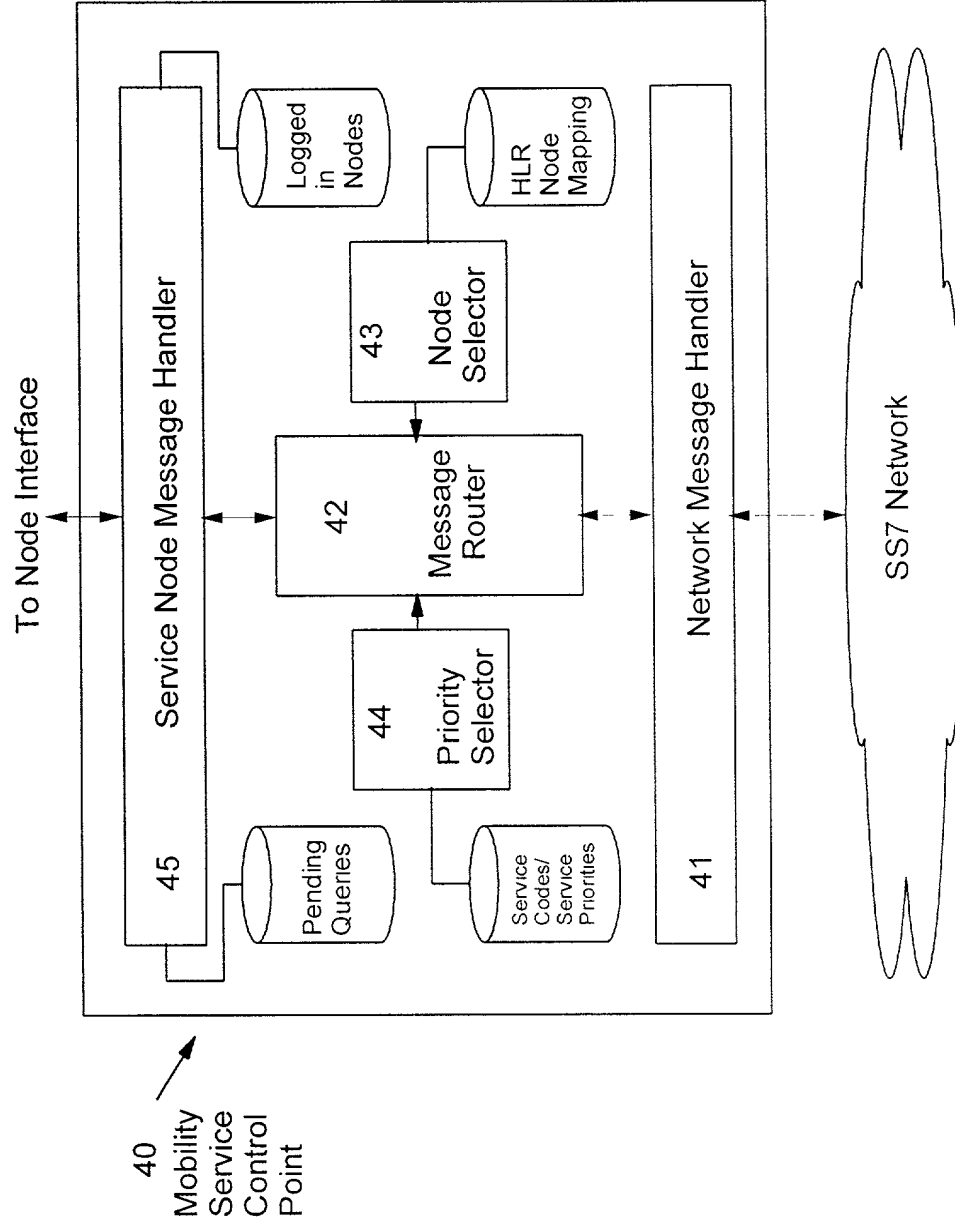 To Node Interface
45
Service Node Message Handler
Pending
Queries
Logged
in
Nodes
44
Priority
Selector
42
Message
Router
43
Node
Selector
Service
Codes/
Service
Priorities
HLR
Node
Mapping
41
Network Message Handler
SS7 Network
40
Mobility
Service
Control
Point